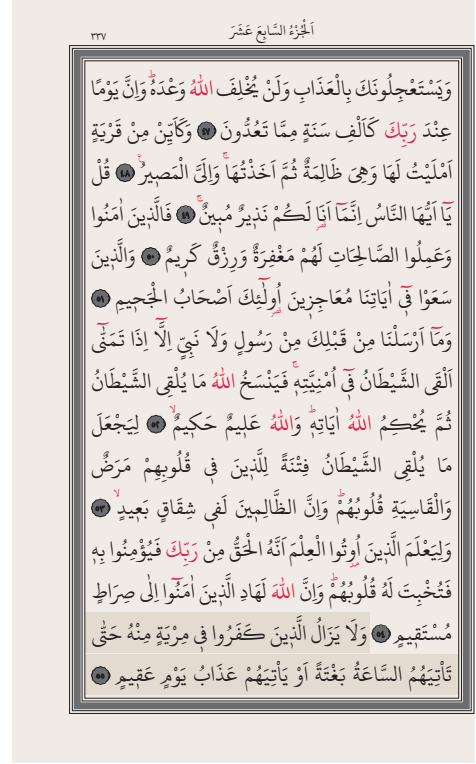 اَلْجُزْءُ السَّابِعَ عَشَرَ ٣٣٧
وَيَسْتَعْجِلُونَكَ بِالْعَذَابِ وَلَنْ يُخْلِفَ اللّٰهُ وَعْدَهُۜ وَاِنَّ يَوْمًا
عِنْدَ رَبِّكَ كَاَلْفِ سَنَةٍ مِمَّا تَعُدُّونَ ﴿٤٧﴾ وَكَاَيِّنْ مِنْ قَرْيَةٍ
اَمْلَيْتُ لَهَا وَهِيَ ظَالِمَةٌ ثُمَّ اَخَذْتُهَاۚ وَاِلَيَّ الْمَصٖيرُ۟ ﴿٤٨﴾ قُلْ
يَٓا اَيُّهَا النَّاسُ اِنَّمَٓا اَنَا۬ لَكُمْ نَذٖيرٌ مُبٖينٌۚ ﴿٤٩﴾ فَالَّذٖينَ اٰمَنُوا
وَعَمِلُوا الصَّالِحَاتِ لَهُمْ مَغْفِرَةٌ وَرِزْقٌ كَرٖيمٌ ﴿٥٠﴾ وَالَّذٖينَ
سَعَوْا فٖٓي اٰيَاتِنَا مُعَاجِزٖينَ اُو۬لٰٓئِكَ اَصْحَابُ الْجَحٖيمِ ﴿٥١﴾
وَمَٓا اَرْسَلْنَا مِنْ قَبْلِكَ مِنْ رَسُولٍ وَلَا نَبِيٍّ اِلَّٓا اِذَا تَمَنّٰٓى
اَلْقَى الشَّيْطَانُ فٖٓي اُمْنِيَّتِهٖۚ فَيَنْسَخُ اللّٰهُ مَا يُلْقِي الشَّيْطَانُ
ثُمَّ يُحْكِمُ اللّٰهُ اٰيَاتِهٖۜ وَاللّٰهُ عَلٖيمٌ حَكٖيمٌۙ ﴿٥٢﴾ لِيَجْعَلَ
مَا يُلْقِي الشَّيْطَانُ فِتْنَةً لِلَّذٖينَ فٖي قُلُوبِهِمْ مَرَضٌ
وَالْقَاسِيَةِ قُلُوبُهُمْۜ وَاِنَّ الظَّالِمٖينَ لَفٖي شِقَاقٍ بَعٖيدٍۙ ﴿٥٣﴾
وَلِيَعْلَمَ الَّذٖينَ اُو۫تُوا الْعِلْمَ اَنَّهُ الْحَقُّ مِنْ رَبِّكَ فَيُؤْمِنُوا بِهٖ
فَتُخْبِتَ لَهُ قُلُوبُهُمْۜ وَاِنَّ اللّٰهَ لَهَادِ الَّذٖينَ اٰمَنُٓوا اِلٰى صِرَاطٍ
مُسْتَقٖيمٍ ﴿٥٤﴾ وَلَا يَزَالُ الَّذٖينَ كَفَرُوا فٖي مِرْيَةٍ مِنْهُ حَتّٰى
تَأْتِيَهُمُ السَّاعَةُ بَغْتَةً اَوْ يَأْتِيَهُمْ عَذَابُ يَوْمٍ عَقٖيمٍ ﴿٥٥﴾